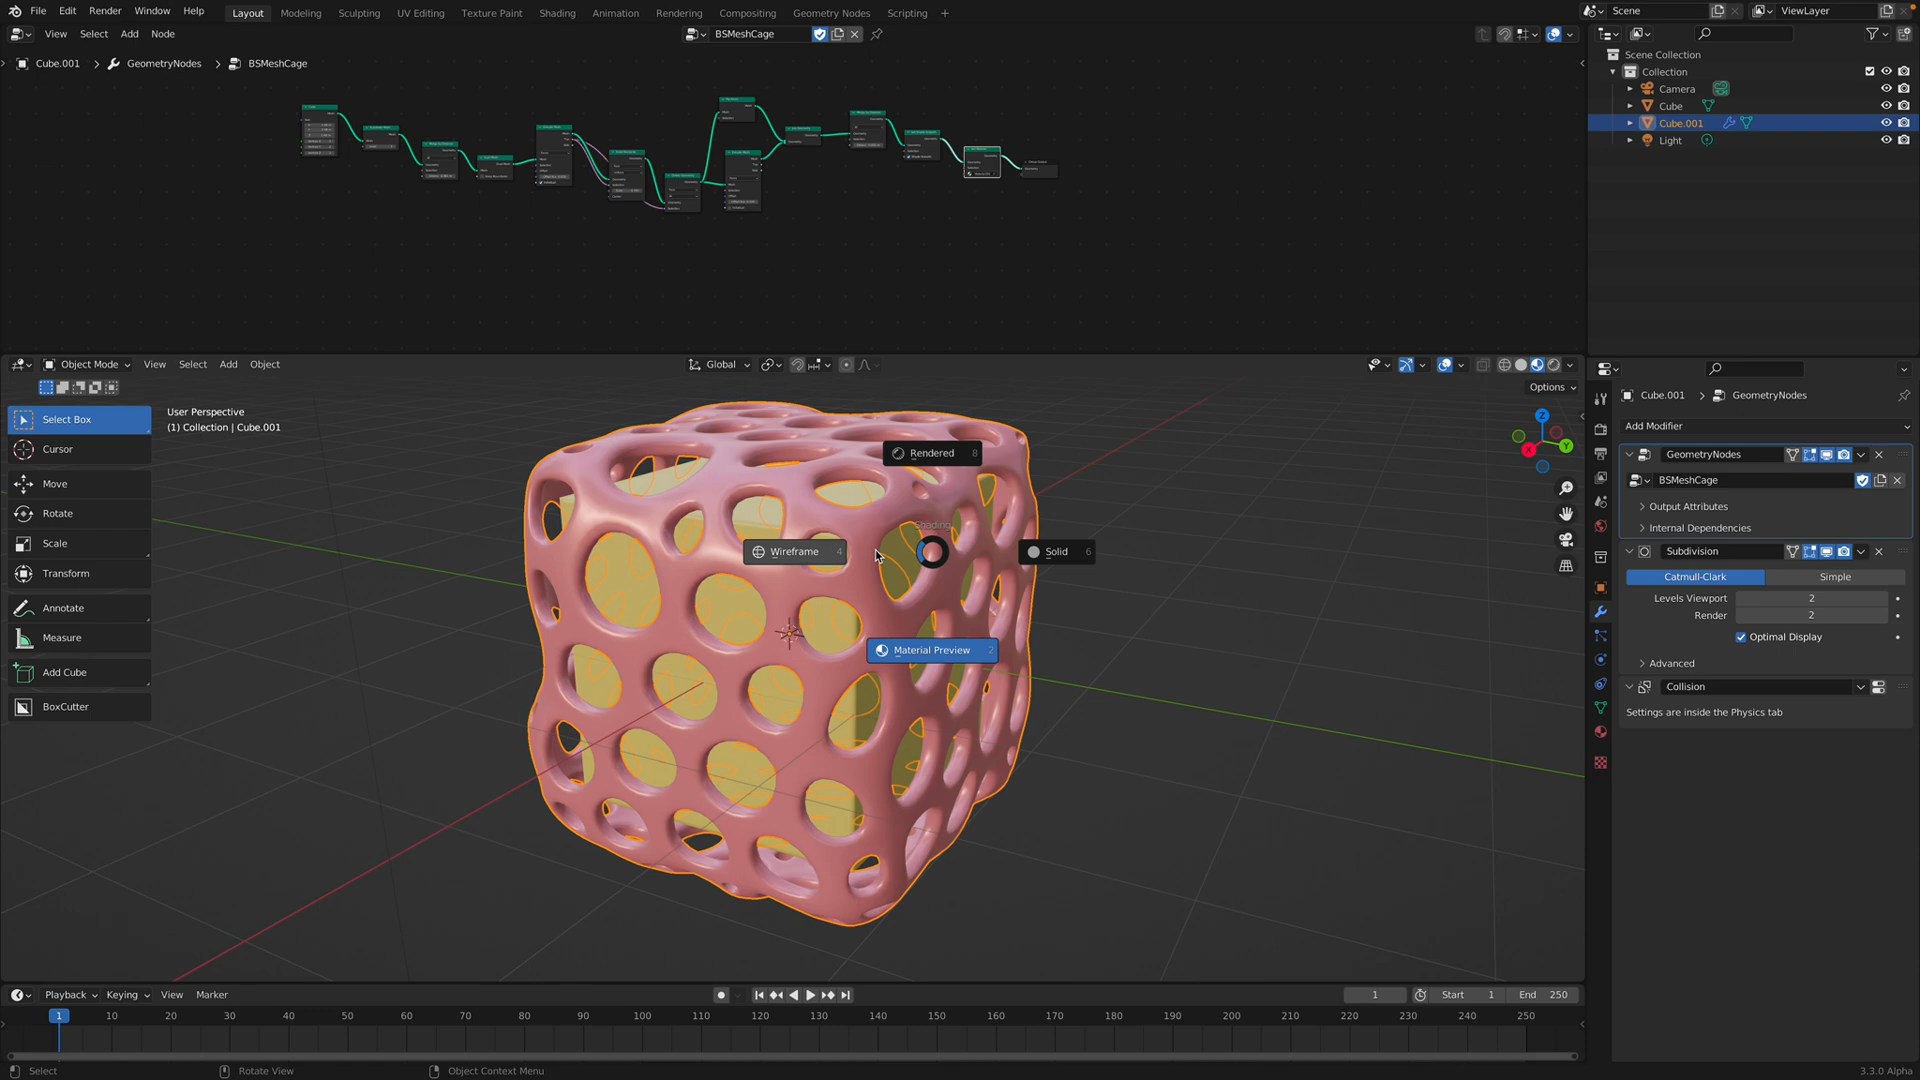 File Edit Render Window Help Layout Modeling Sculpting UV Editing Texture Paint Shading Animation Rendering Compositing Geometry Nodes Scripting + Scene ViewLayer
View Select Add Node BSMeshCage
Cube.001 > GeometryNodes > BSMeshCage
Scene Collection
Collection
Camera
Cube
Cube.001
Light
Object Mode View Select Add Object Global
Options
Select Box
Cursor
Move
Rotate
Scale
Transform
Annotate
Measure
Add Cube
BoxCutter
User Perspective
(1) Collection | Cube.001
Z
Y
X
Rendered 8
Shading
Wireframe 4
Solid 6
Material Preview 2
Cube.001 > GeometryNodes
Add Modifier
GeometryNodes
BSMeshCage
Output Attributes
Internal Dependencies
Subdivision
Catmull-Clark Simple
Levels Viewport 2
Render 2
Optimal Display
Advanced
Collision
Settings are inside the Physics tab
Playback Keying View Marker 1 Start 1 End 250
1 10 20 30 40 50 60 70 80 90 100 110 120 130 140 150 160 170 180 190 200 210 220 230 240 250
Select Rotate View Object Context Menu 3.3.0 Alpha